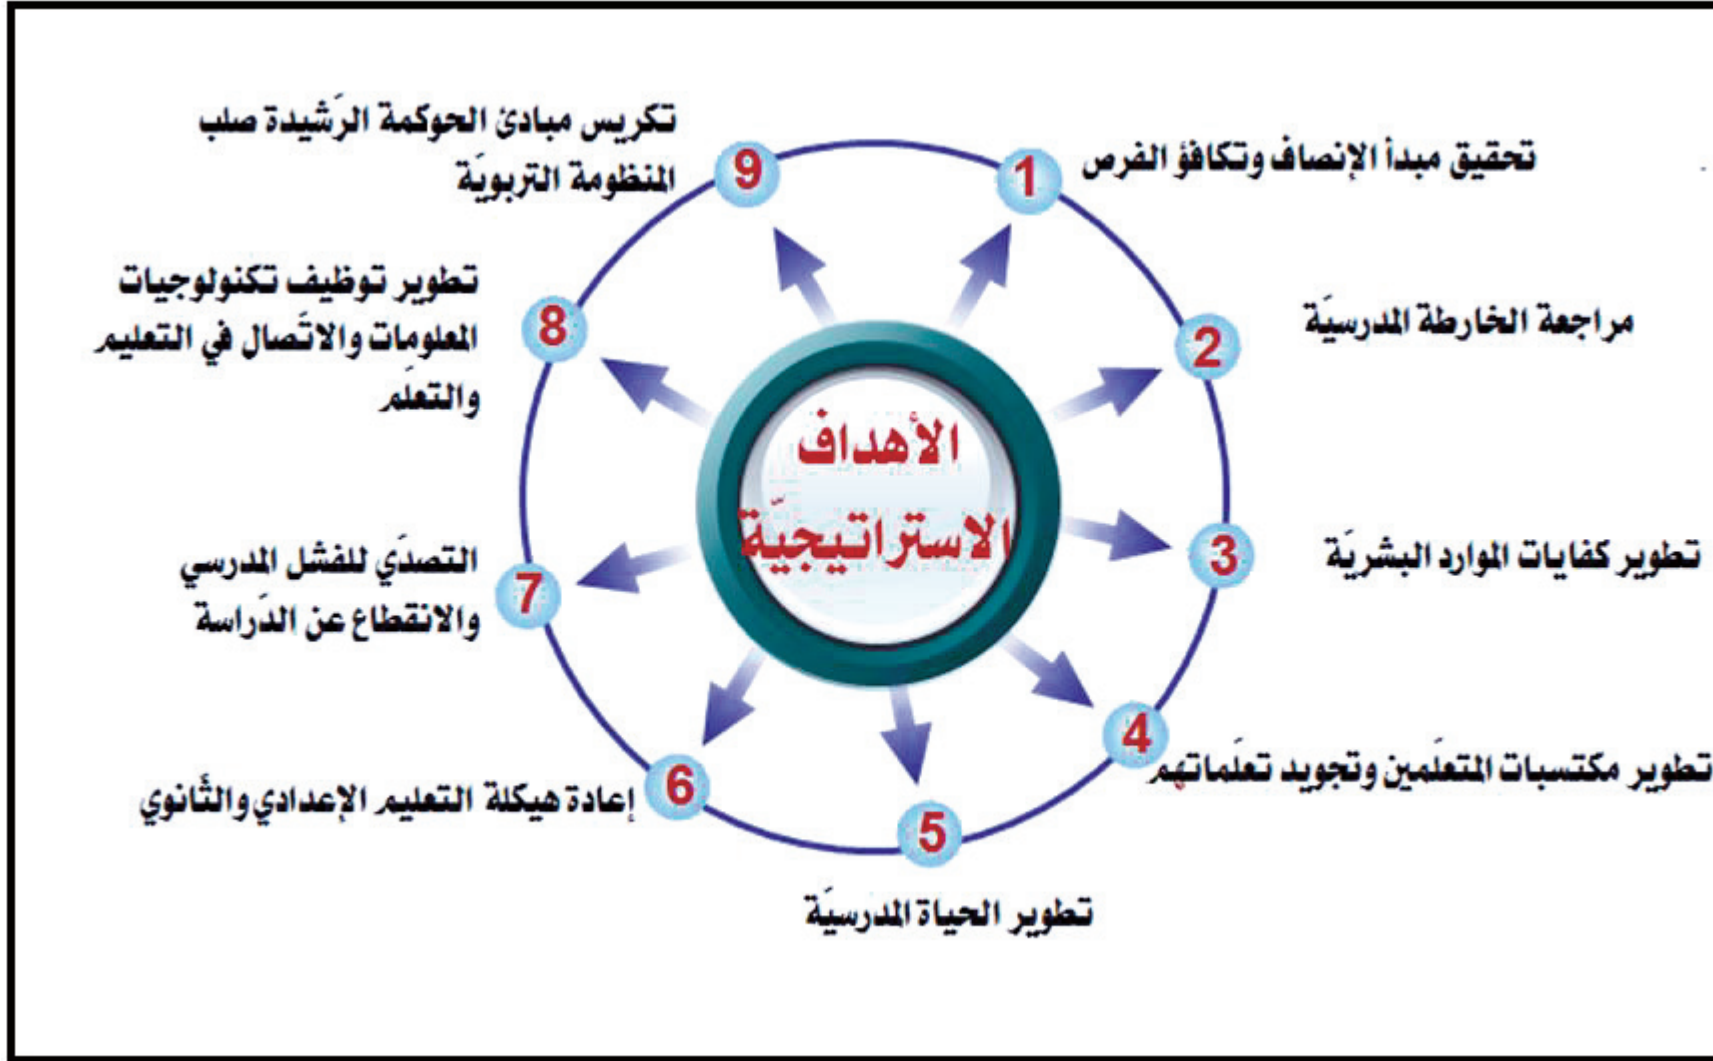 الأهداف
الاستراتيجيّة
1
تحقيق مبدأ الإنصاف وتكافؤ الفرص
2
مراجعة الخارطة المدرسيّة
3
تطوير كفايات الموارد البشريّة
4
تطوير مكتسبات المتعلّمين وتجويد تعلّماتهم
5
تطوير الحياة المدرسيّة
6
إعادة هيكلة التعليم الإعدادي والثّانوي
7
التصدّي للفشل المدرسي
والانقطاع عن الدّراسة
8
تطوير توظيف تكنولوجيات
المعلومات والاتّصال في التعليم
والتعلّم
9
تكريس مبادئ الحوكمة الرّشيدة صلب
المنظومة التربويّة